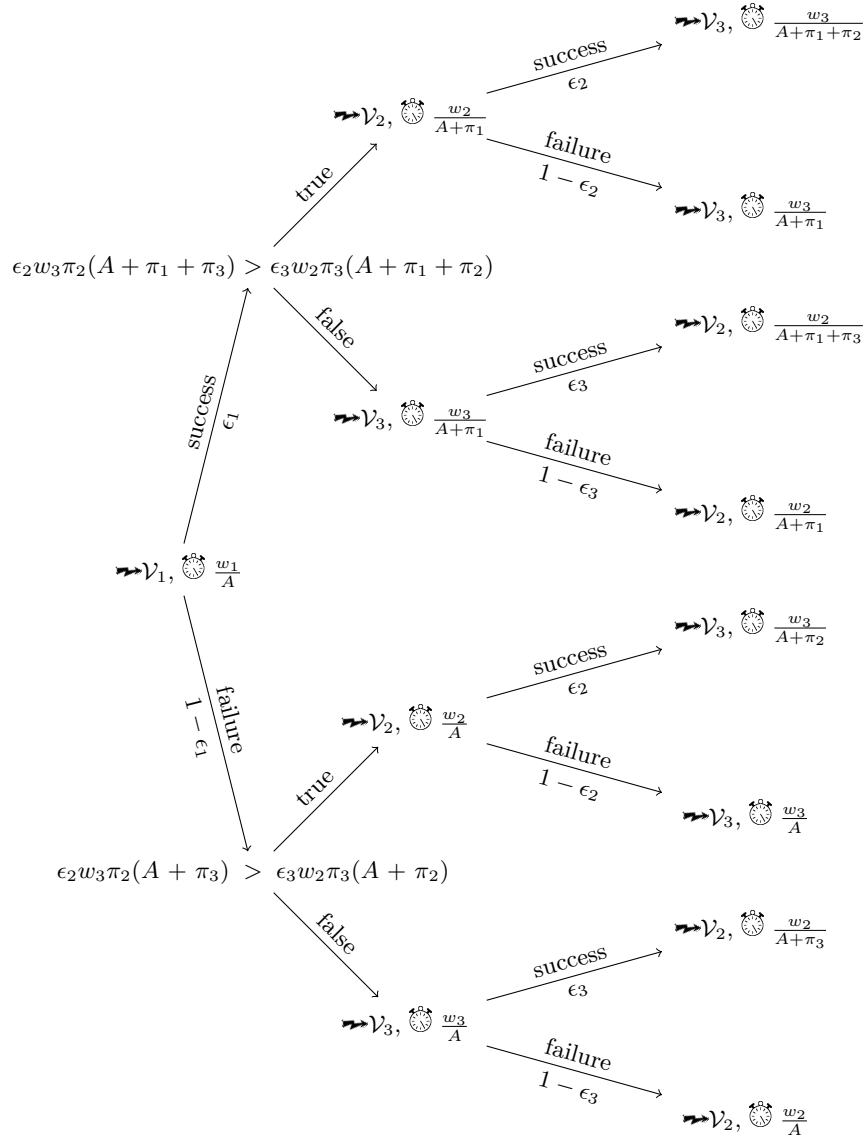 𝒱₃, w₃/(A+π₁+π₂)
success
ϵ₂
𝒱₂, w₂/(A+π₁)
failure
1 − ϵ₂
true
𝒱₃, w₃/(A+π₁)
ϵ₂w₃π₂(A + π₁ + π₃) > ϵ₃w₂π₃(A + π₁ + π₂)
false
𝒱₂, w₂/(A+π₁+π₃)
success
ϵ₃
𝒱₃, w₃/(A+π₁)
failure
1 − ϵ₃
success
ϵ₁
𝒱₂, w₂/(A+π₁)
𝒱₁, w₁/A
𝒱₃, w₃/(A+π₂)
success
ϵ₂
failure
1 − ϵ₁
𝒱₂, w₂/A
failure
1 − ϵ₂
true
𝒱₃, w₃/A
ϵ₂w₃π₂(A + π₃) > ϵ₃w₂π₃(A + π₂)
false
𝒱₂, w₂/(A+π₃)
success
ϵ₃
𝒱₃, w₃/A
failure
1 − ϵ₃
𝒱₂, w₂/A